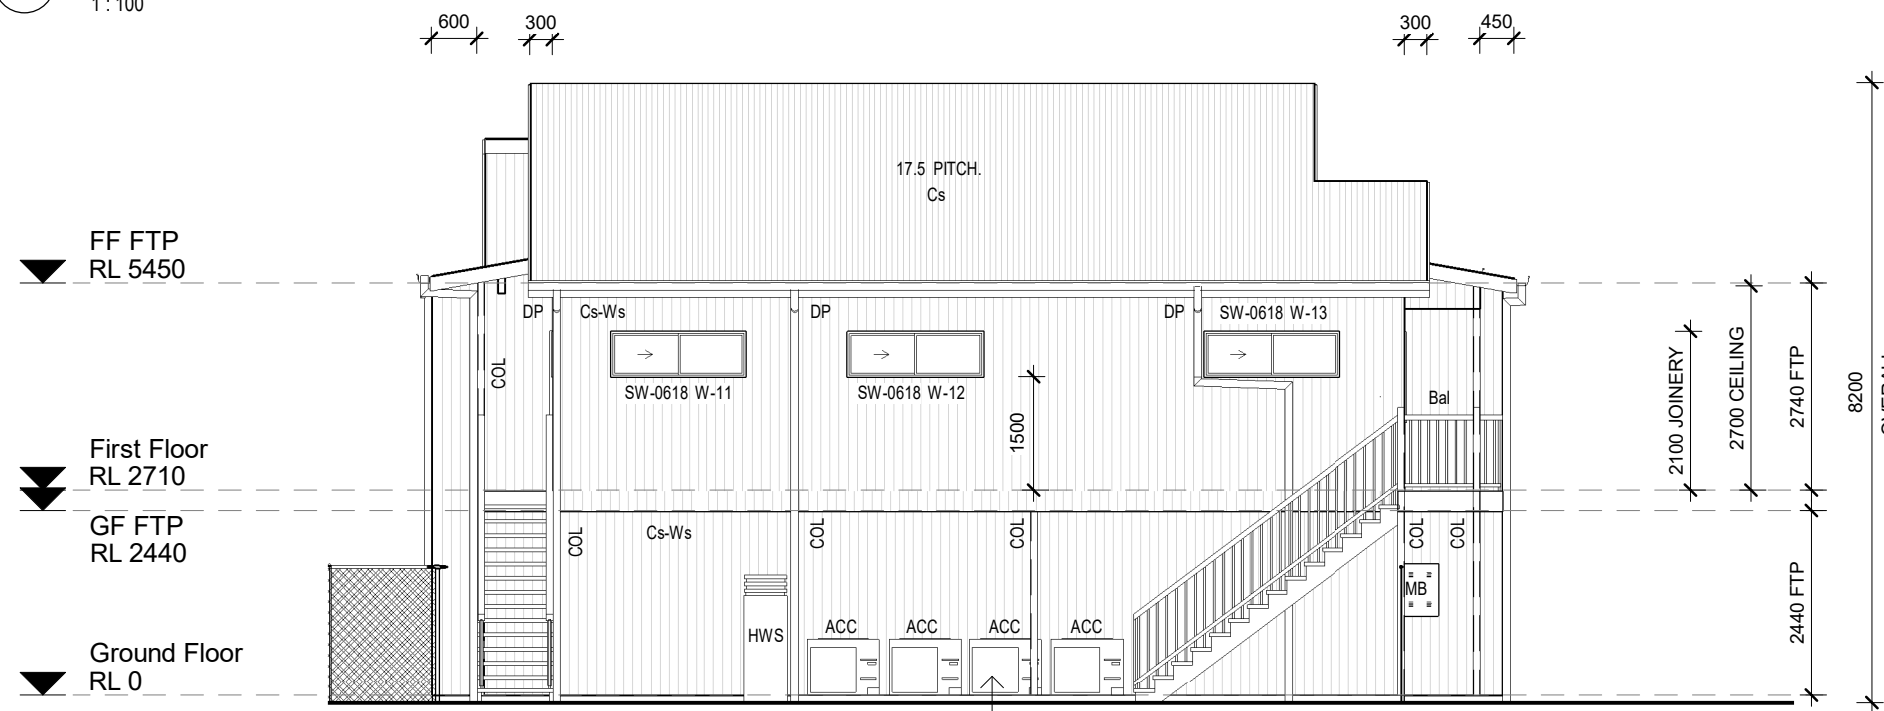 1 : 100
600
300
300
450
17.5 PITCH.
Cs
FF FTP
RL 5450
DP
Cs-Ws
DP
DP
SW-0618 W-13
COL
SW-0618 W-11
SW-0618 W-12
1500
Bal
2100 JOINERY
2700 CEILING
2740 FTP
8200
First Floor
RL 2710
GF FTP
RL 2440
COL
Cs-Ws
COL
COL
COL
COL
MB
2440 FTP
HWS
ACC
ACC
ACC
ACC
Ground Floor
RL 0